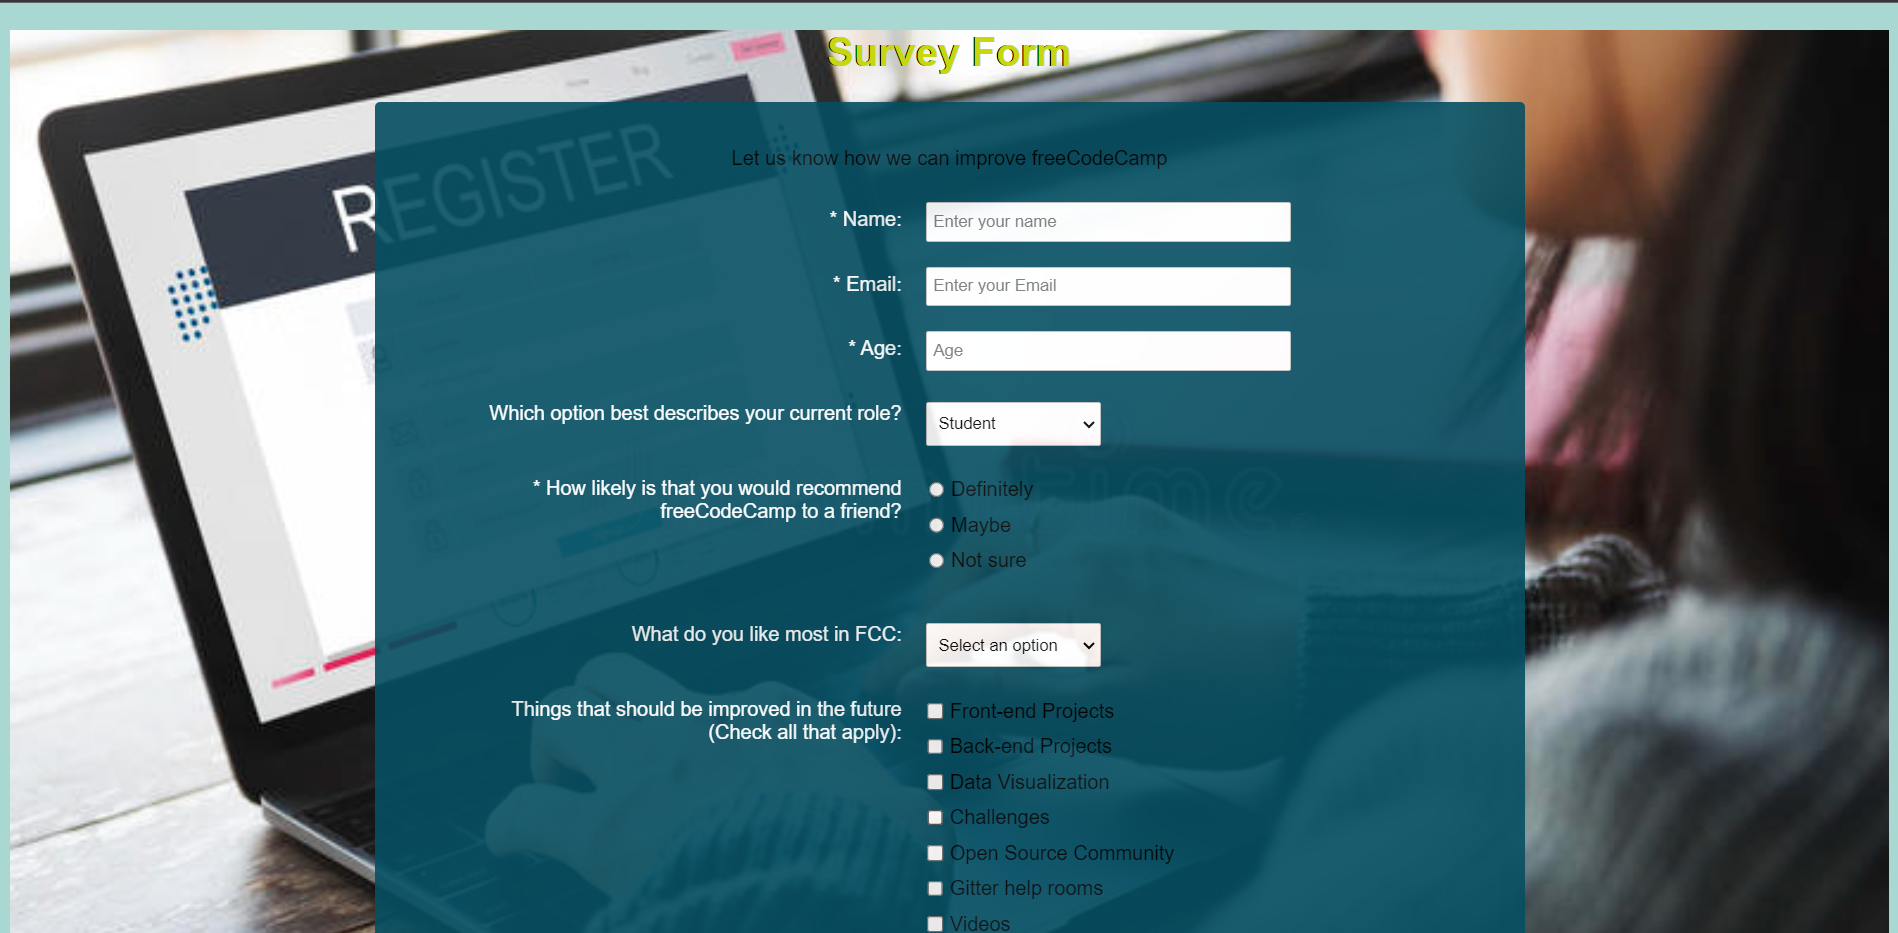 Survey Form
REGISTER
Let us know how we can improve freeCodeCamp
* Name:
Enter your name
* Email:
Enter your Email
* Age:
Age
Which option best describes your current role?
Student
* How likely is that you would recommend
freeCodeCamp to a friend?
Definitely
Maybe
Not sure
What do you like most in FCC:
Select an option
Things that should be improved in the future
(Check all that apply):
Front-end Projects
Back-end Projects
Data Visualization
Challenges
Open Source Community
Gitter help rooms
Videos